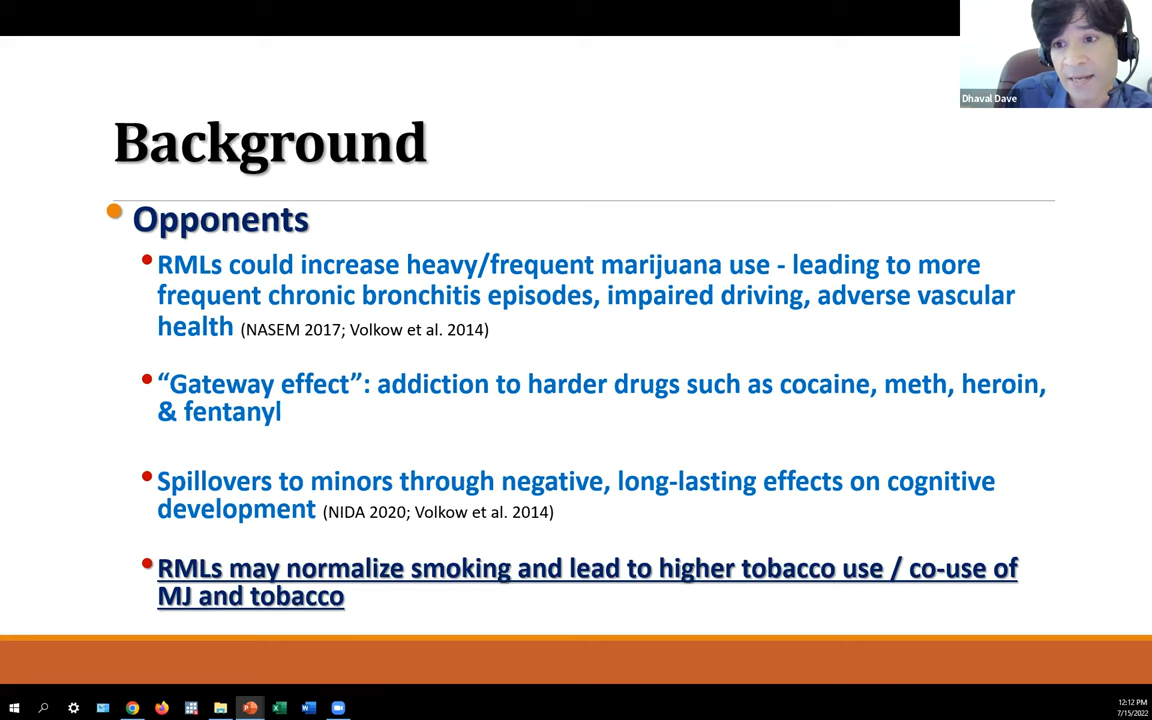 Dhaval Dave
Background
• Opponents
• RMLs could increase heavy/frequent marijuana use - leading to more
frequent chronic bronchitis episodes, impaired driving, adverse vascular
health (NASEM 2017; Volkow et al. 2014)
• “Gateway effect”: addiction to harder drugs such as cocaine, meth, heroin,
& fentanyl
• Spillovers to minors through negative, long-lasting effects on cognitive
development (NIDA 2020; Volkow et al. 2014)
• RMLs may normalize smoking and lead to higher tobacco use / co-use of
MJ and tobacco
12:12 PM
7/15/2022